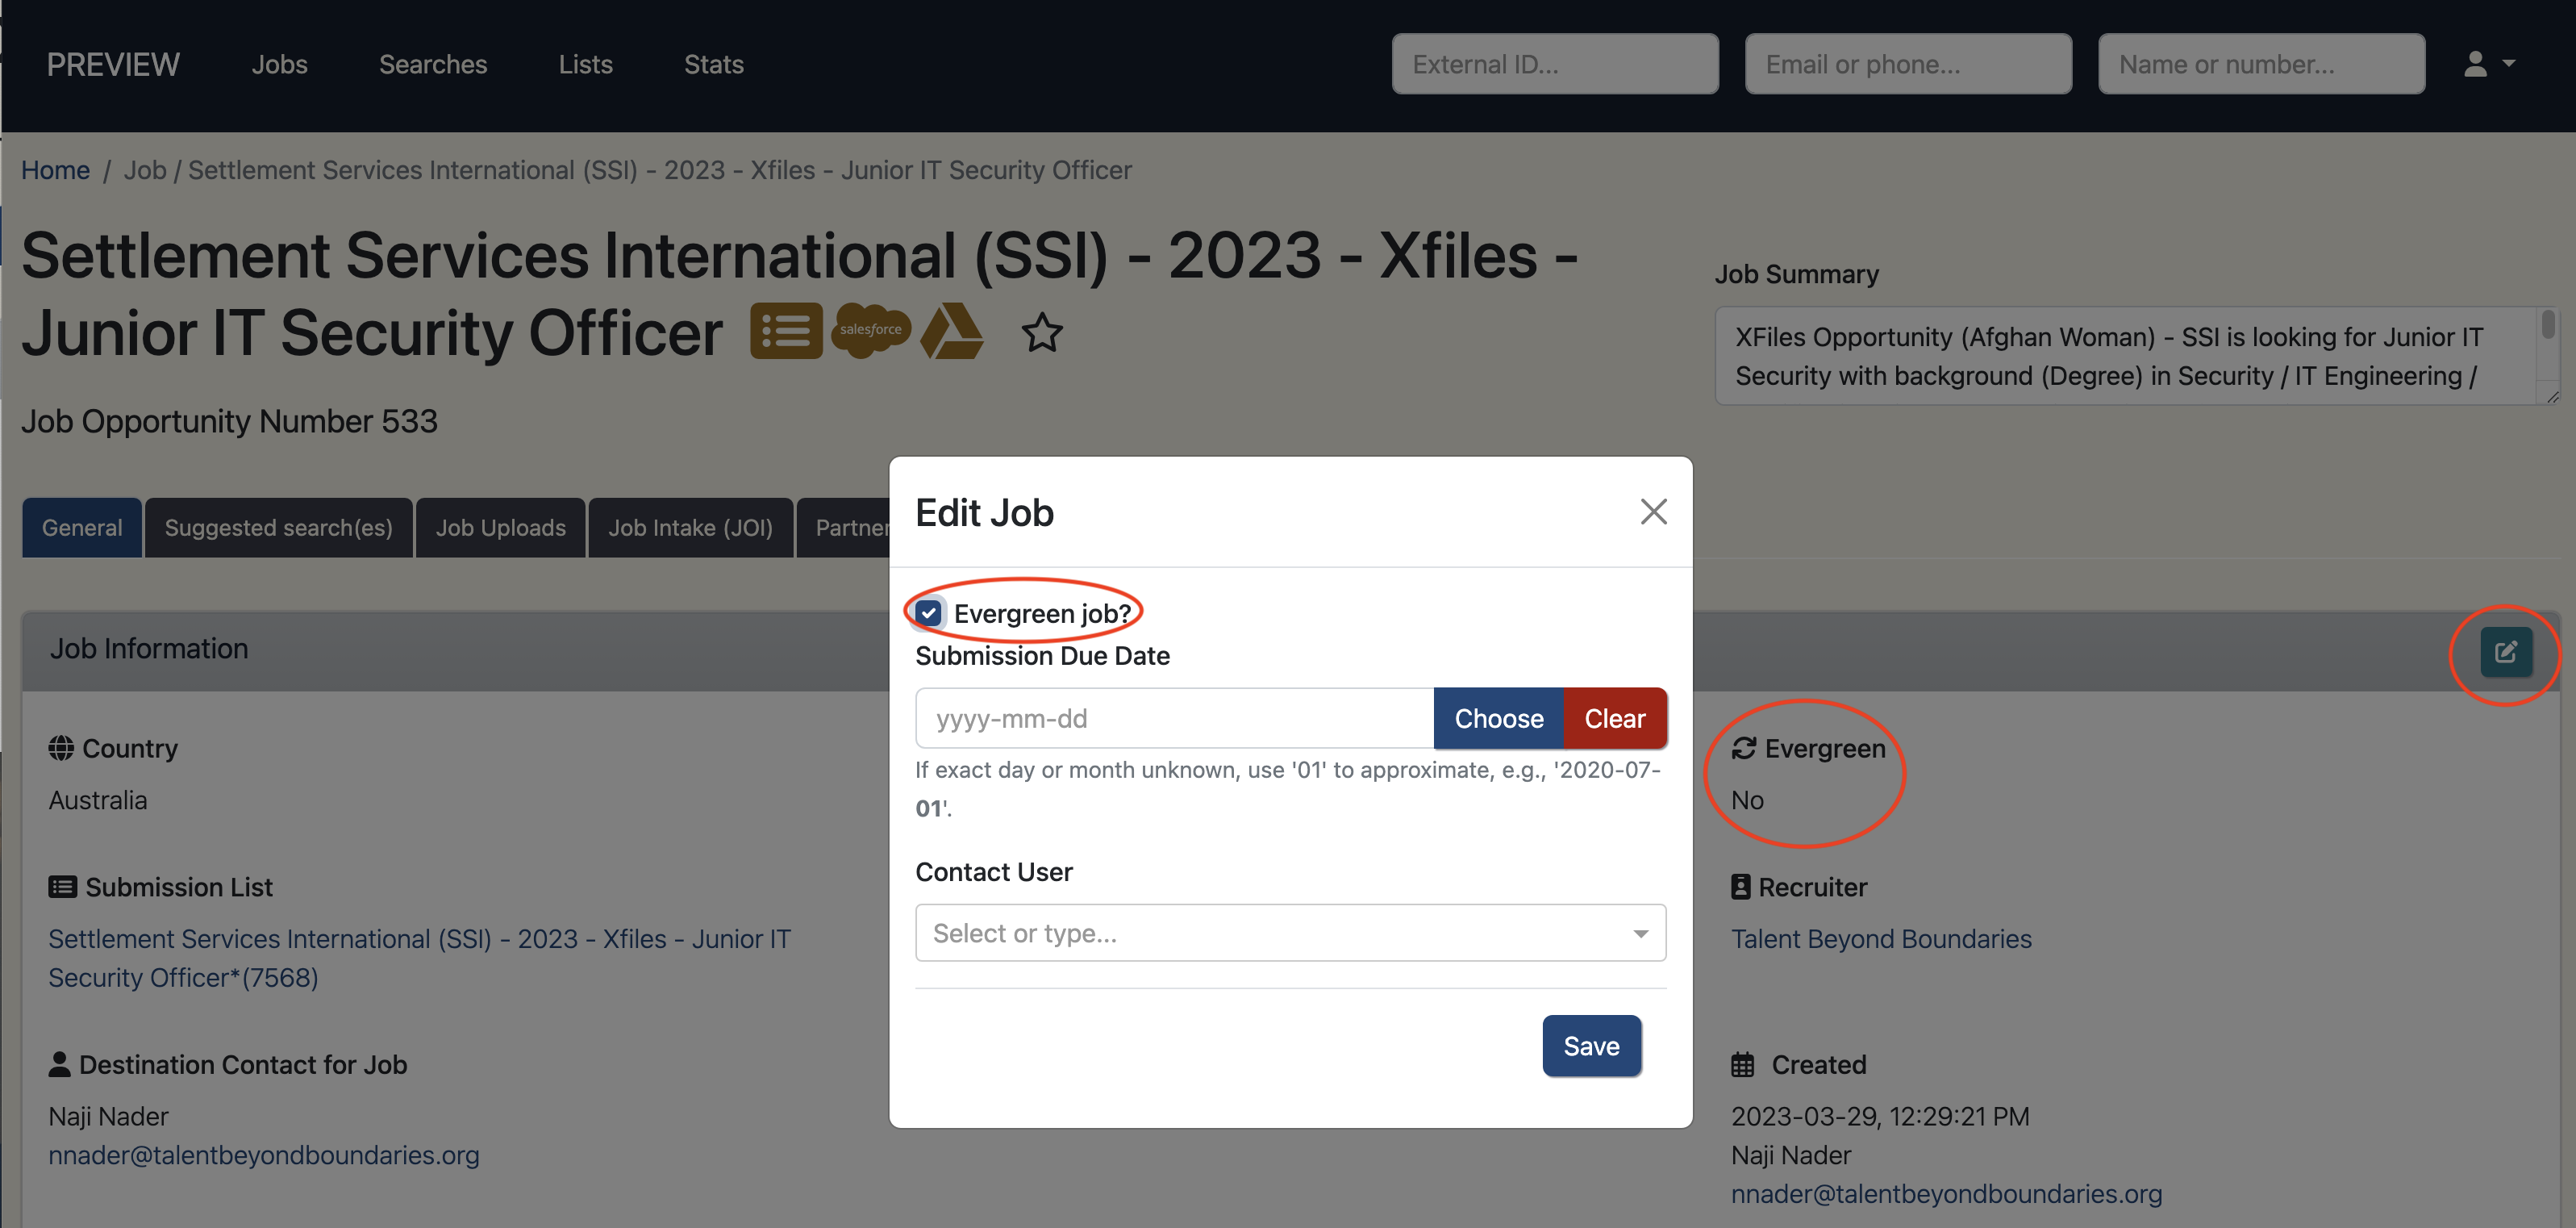 PREVIEW
Jobs
Searches
Lists
Stats
External ID...
Email or phone...
Name or number...
Home / Job / Settlement Services International (SSI) - 2023 - Xfiles - Junior IT Security Officer
Settlement Services International (SSI) - 2023 - Xfiles -
Junior IT Security Officer
salesforce
Job Opportunity Number 533
Job Summary
XFiles Opportunity (Afghan Woman) - SSI is looking for Junior IT
Security with background (Degree) in Security / IT Engineering /
General
Suggested search(es)
Job Uploads
Job Intake (JOI)
Partner
Edit Job
Evergreen job?
Submission Due Date
yyyy-mm-dd
Choose
Clear
If exact day or month unknown, use '01' to approximate, e.g., '2020-07-
01'.
Contact User
Select or type...
Save
Job Information
Country
Australia
Evergreen
No
Submission List
Settlement Services International (SSI) - 2023 - Xfiles - Junior IT
Security Officer*(7568)
Recruiter
Talent Beyond Boundaries
Destination Contact for Job
Naji Nader
nnader@talentbeyondboundaries.org
Created
2023-03-29, 12:29:21 PM
Naji Nader
nnader@talentbeyondboundaries.org